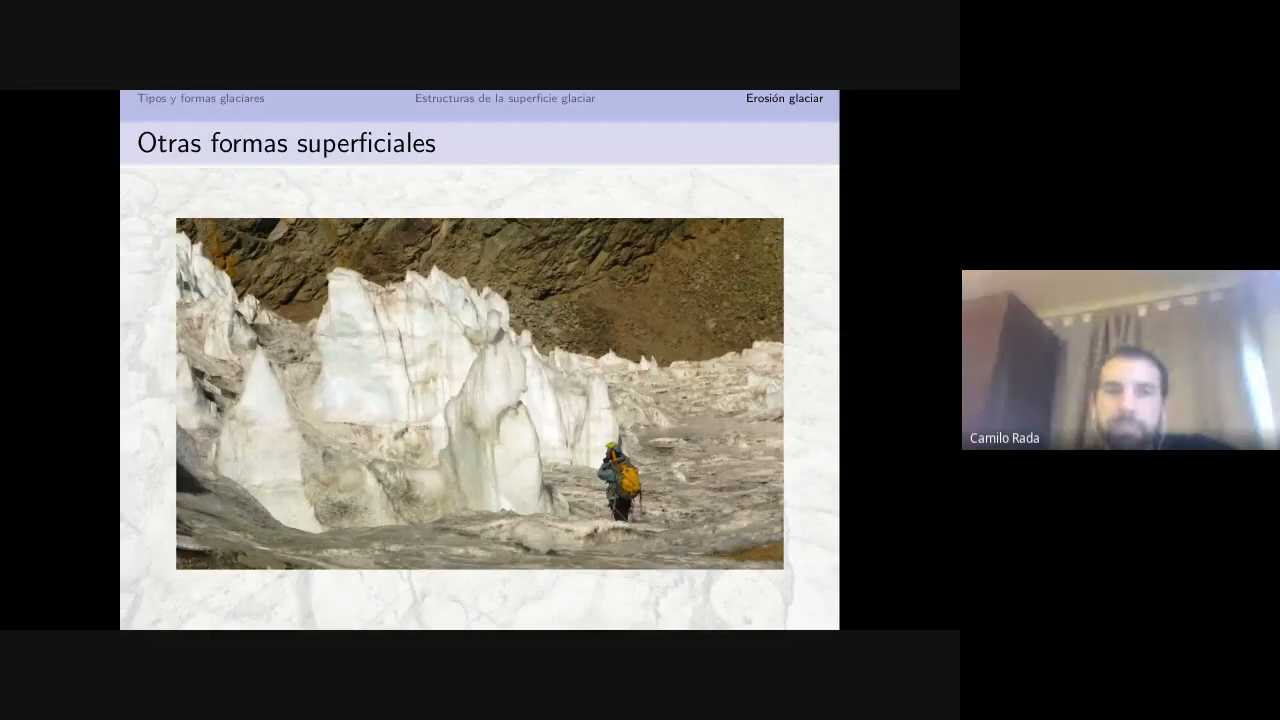 Tipos y formas glaciares
Estructuras de la superficie glaciar
Erosión glaciar
Otras formas superficiales
Camilo Rada